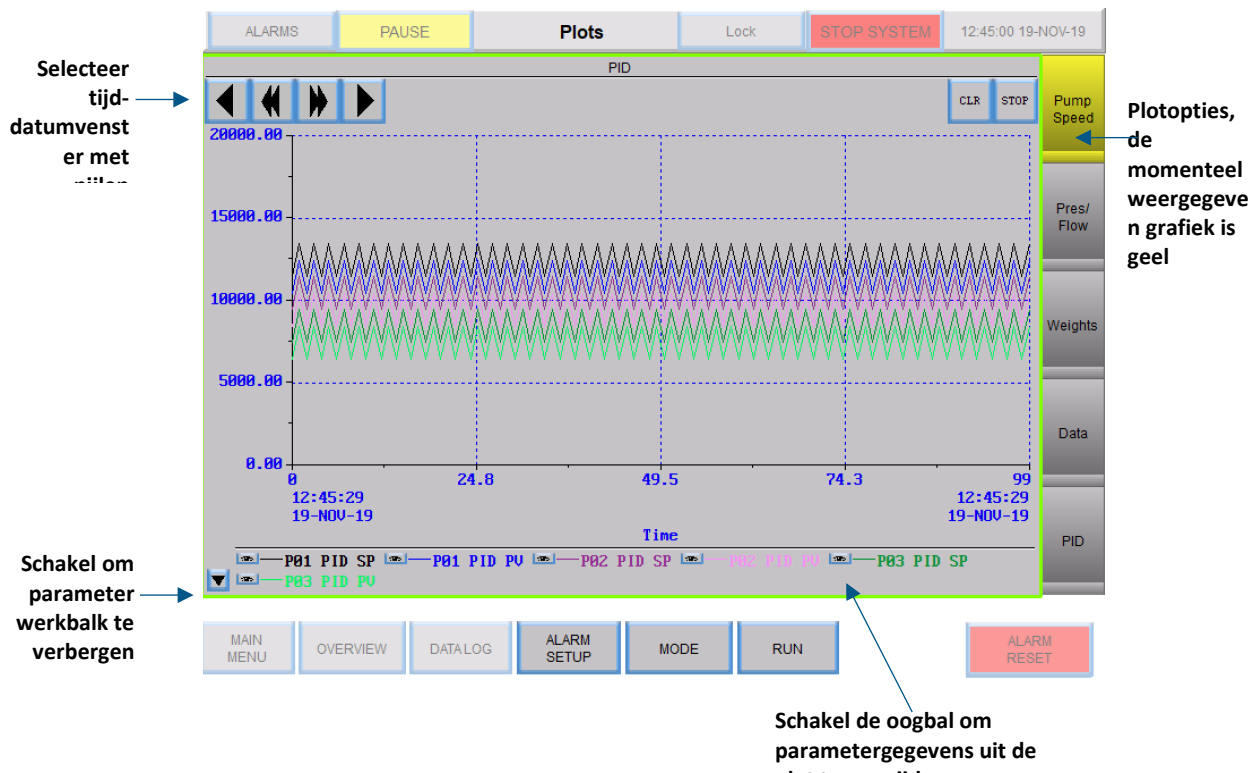 ALARMS PAUSE Plots Lock STOP SYSTEM 12:45:00 19-NOV-19
PID
Selecteer
tijd-
datumvenst
er met
CLR STOP
Pump
Speed
Pres/
Flow
Weights
Data
PID
Plotopties,
de
momenteel
weergegeve
n grafiek is
geel
20000.00
15000.00
10000.00
5000.00
0.00
0 24.8 49.5 74.3 99
12:45:29 12:45:29
19-NOV-19 19-NOV-19
Time
P01 PID SP P01 PID PV P02 PID SP P02 PID PV P03 PID SP
P03 PID PV
Schakel om
parameter
werkbalk te
verbergen
MAIN
MENU
OVERVIEW
DATALOG
ALARM
SETUP
MODE
RUN
ALARM
RESET
Schakel de oogbal om
parametergegevens uit de